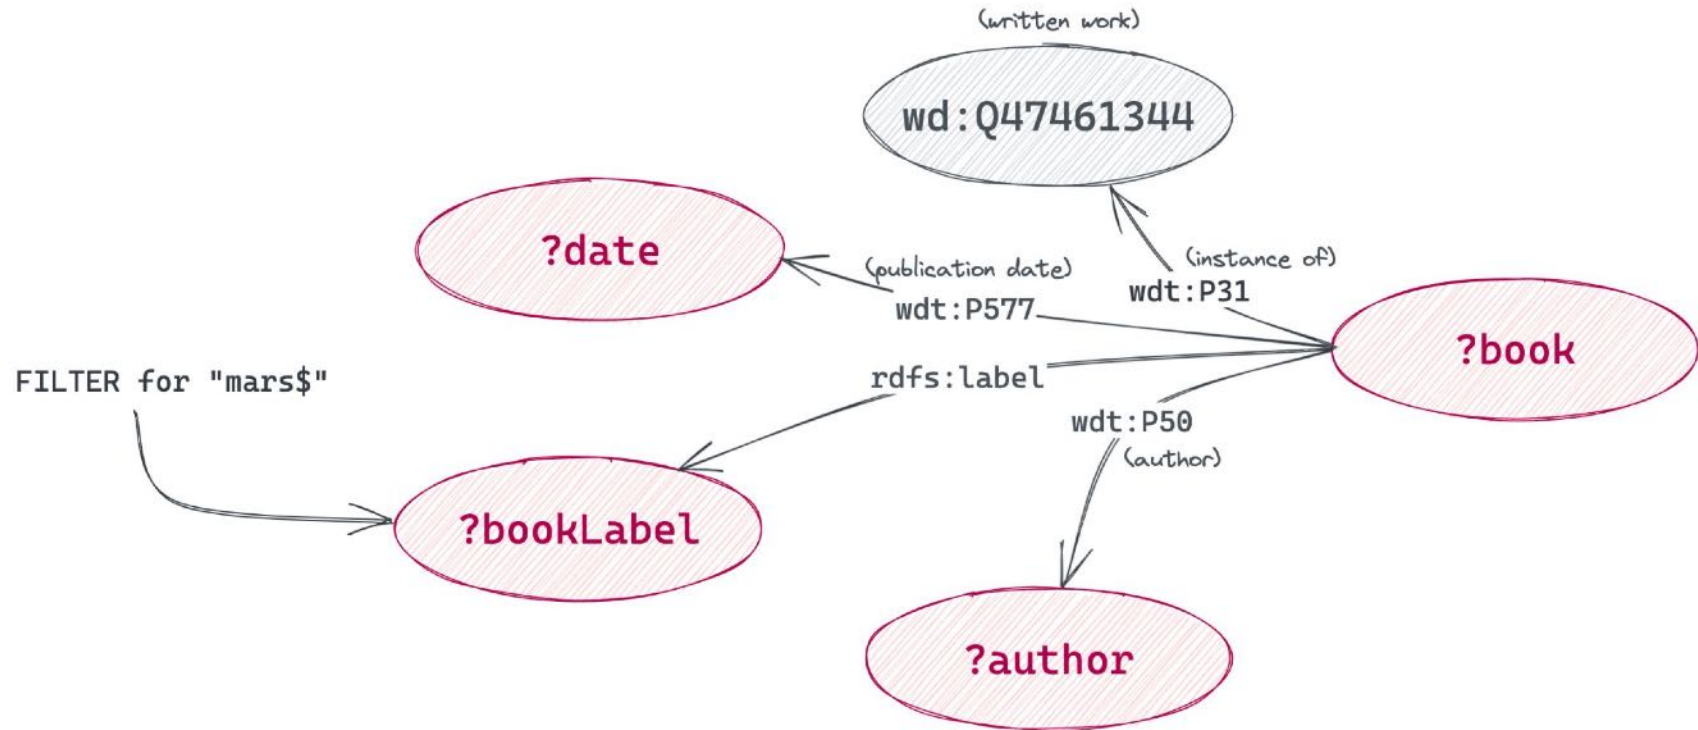 (written work)
wd:Q47461344
?date
(publication date)
wdt:P577
(instance of)
wdt:P31
?book
FILTER for "mars$"
rdfs:label
wdt:P50
(author)
?bookLabel
?author